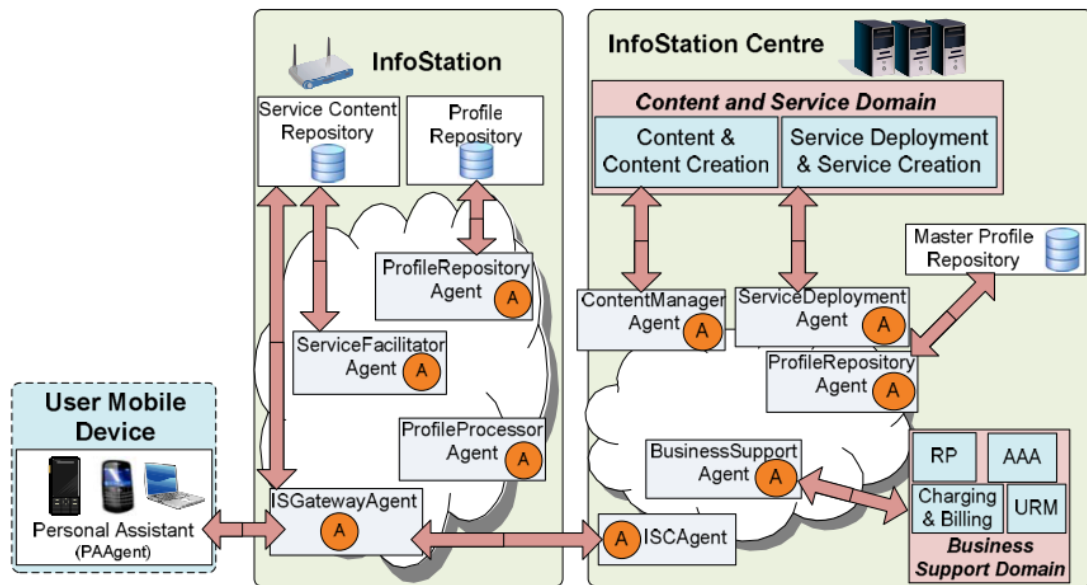 InfoStation
Service Content
Repository
Profile
Repository
ProfileRepository
Agent
A
ServiceFacilitator
Agent
A
ProfileProcessor
Agent
A
ISGatewayAgent
A
User Mobile
Device
Personal Assistant
(PAAgent)
InfoStation Centre
Content and Service Domain
Content &
Content Creation
Service Deployment
& Service Creation
Master Profile
Repository
ContentManager
Agent
A
ServiceDeployment
Agent
A
ProfileRepository
Agent
A
BusinessSupport
Agent
A
A
ISCAgent
RP
AAA
Charging
& Billing
URM
Business
Support Domain